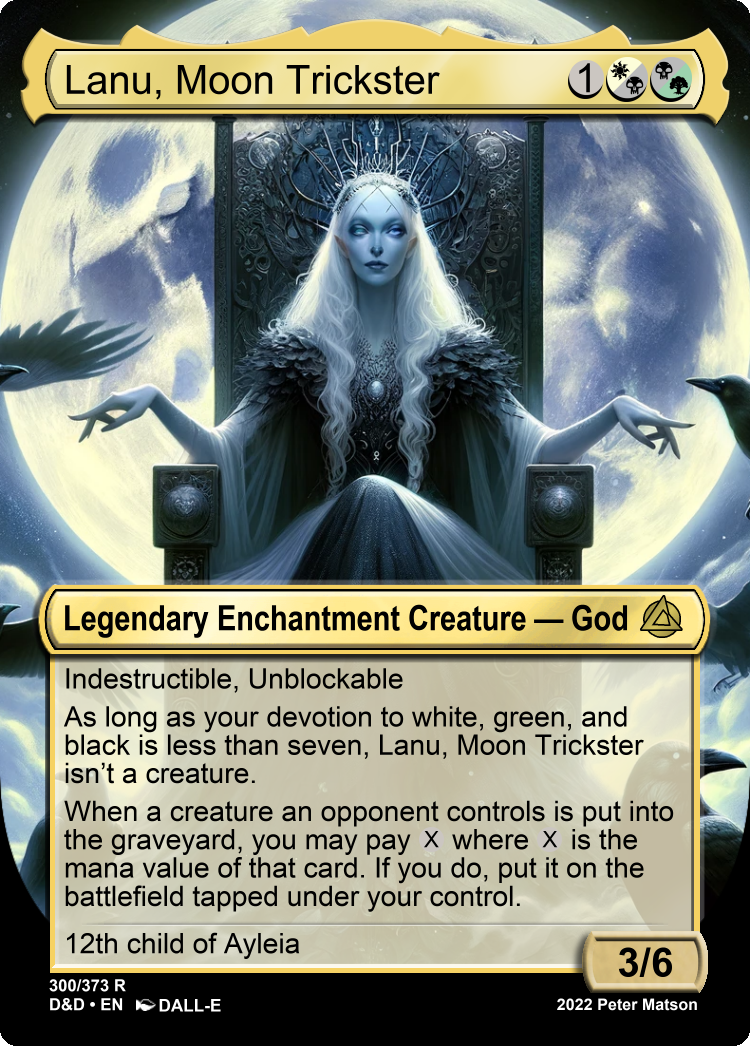 Lanu, Moon Trickster 1
Legendary Enchantment Creature — God
Indestructible, Unblockable
As long as your devotion to white, green, and
black is less than seven, Lanu, Moon Trickster
isn't a creature.
When a creature an opponent controls is put into
the graveyard, you may pay X where X is the
mana value of that card. If you do, put it on the
battlefield tapped under your control.
12th child of Ayleia
3/6
300/373 R
D&D • EN DALL-E
2022 Peter Matson